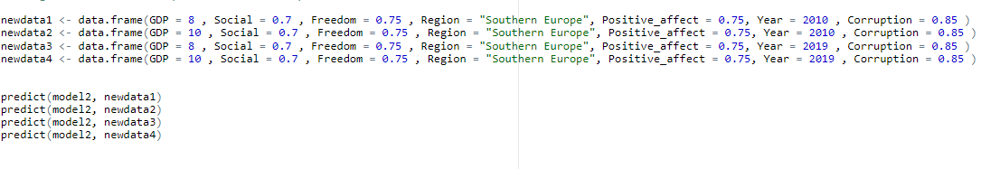 newdata1 <- data.frame(GDP = 8 , Social = 0.7 , Freedom = 0.75 , Region = "Southern Europe", Positive_affect = 0.75, Year = 2010 , Corruption = 0.85 )
newdata2 <- data.frame(GDP = 10 , Social = 0.7 , Freedom = 0.75 , Region = "Southern Europe", Positive_affect = 0.75, Year = 2010 , Corruption = 0.85 )
newdata3 <- data.frame(GDP = 8 , Social = 0.7 , Freedom = 0.75 , Region = "Southern Europe", Positive_affect = 0.75, Year = 2019 , Corruption = 0.85 )
newdata4 <- data.frame(GDP = 10 , Social = 0.7 , Freedom = 0.75 , Region = "Southern Europe", Positive_affect = 0.75, Year = 2019 , Corruption = 0.85 )
predict(model2, newdata1)
predict(model2, newdata2)
predict(model2, newdata3)
predict(model2, newdata4)